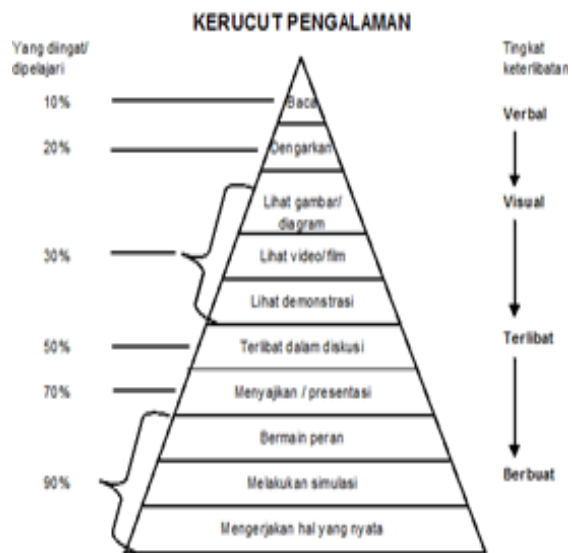 KERUCUT PENGALAMAN
Yang diingat/
dipelajari
Tingkat
keterlibatan
10%
Baca
Verbal
20%
Dengarkan
Lihat gambar/
diagram
Visual
30%
Lihat video/film
Lihat demonstrasi
Terlibat
50%
Terlibat dalam diskusi
70%
Menyajikan / presentasi
Bermain peran
Berbuat
90%
Melakukan simulasi
Mengerjakan hal yang nyata